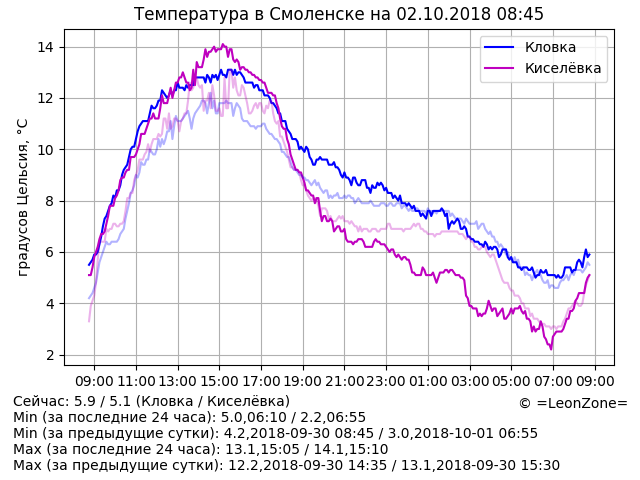 Температура в Смоленске на 02.10.2018 08:45
Кловка
Киселёвка
градусов Цельсия, °C
14
12
10
8
6
4
2
09:00 11:00 13:00 15:00 17:00 19:00 21:00 23:00 01:00 03:00 05:00 07:00 09:00
Сейчас: 5.9 / 5.1 (Кловка / Киселёвка)
© =LeonZone=
Min (за последние 24 часа): 5.0,06:10 / 2.2,06:55
Min (за предыдущие сутки): 4.2,2018-09-30 08:45 / 3.0,2018-10-01 06:55
Max (за последние 24 часа): 13.1,15:05 / 14.1,15:10
Max (за предыдущие сутки): 12.2,2018-09-30 14:35 / 13.1,2018-09-30 15:30